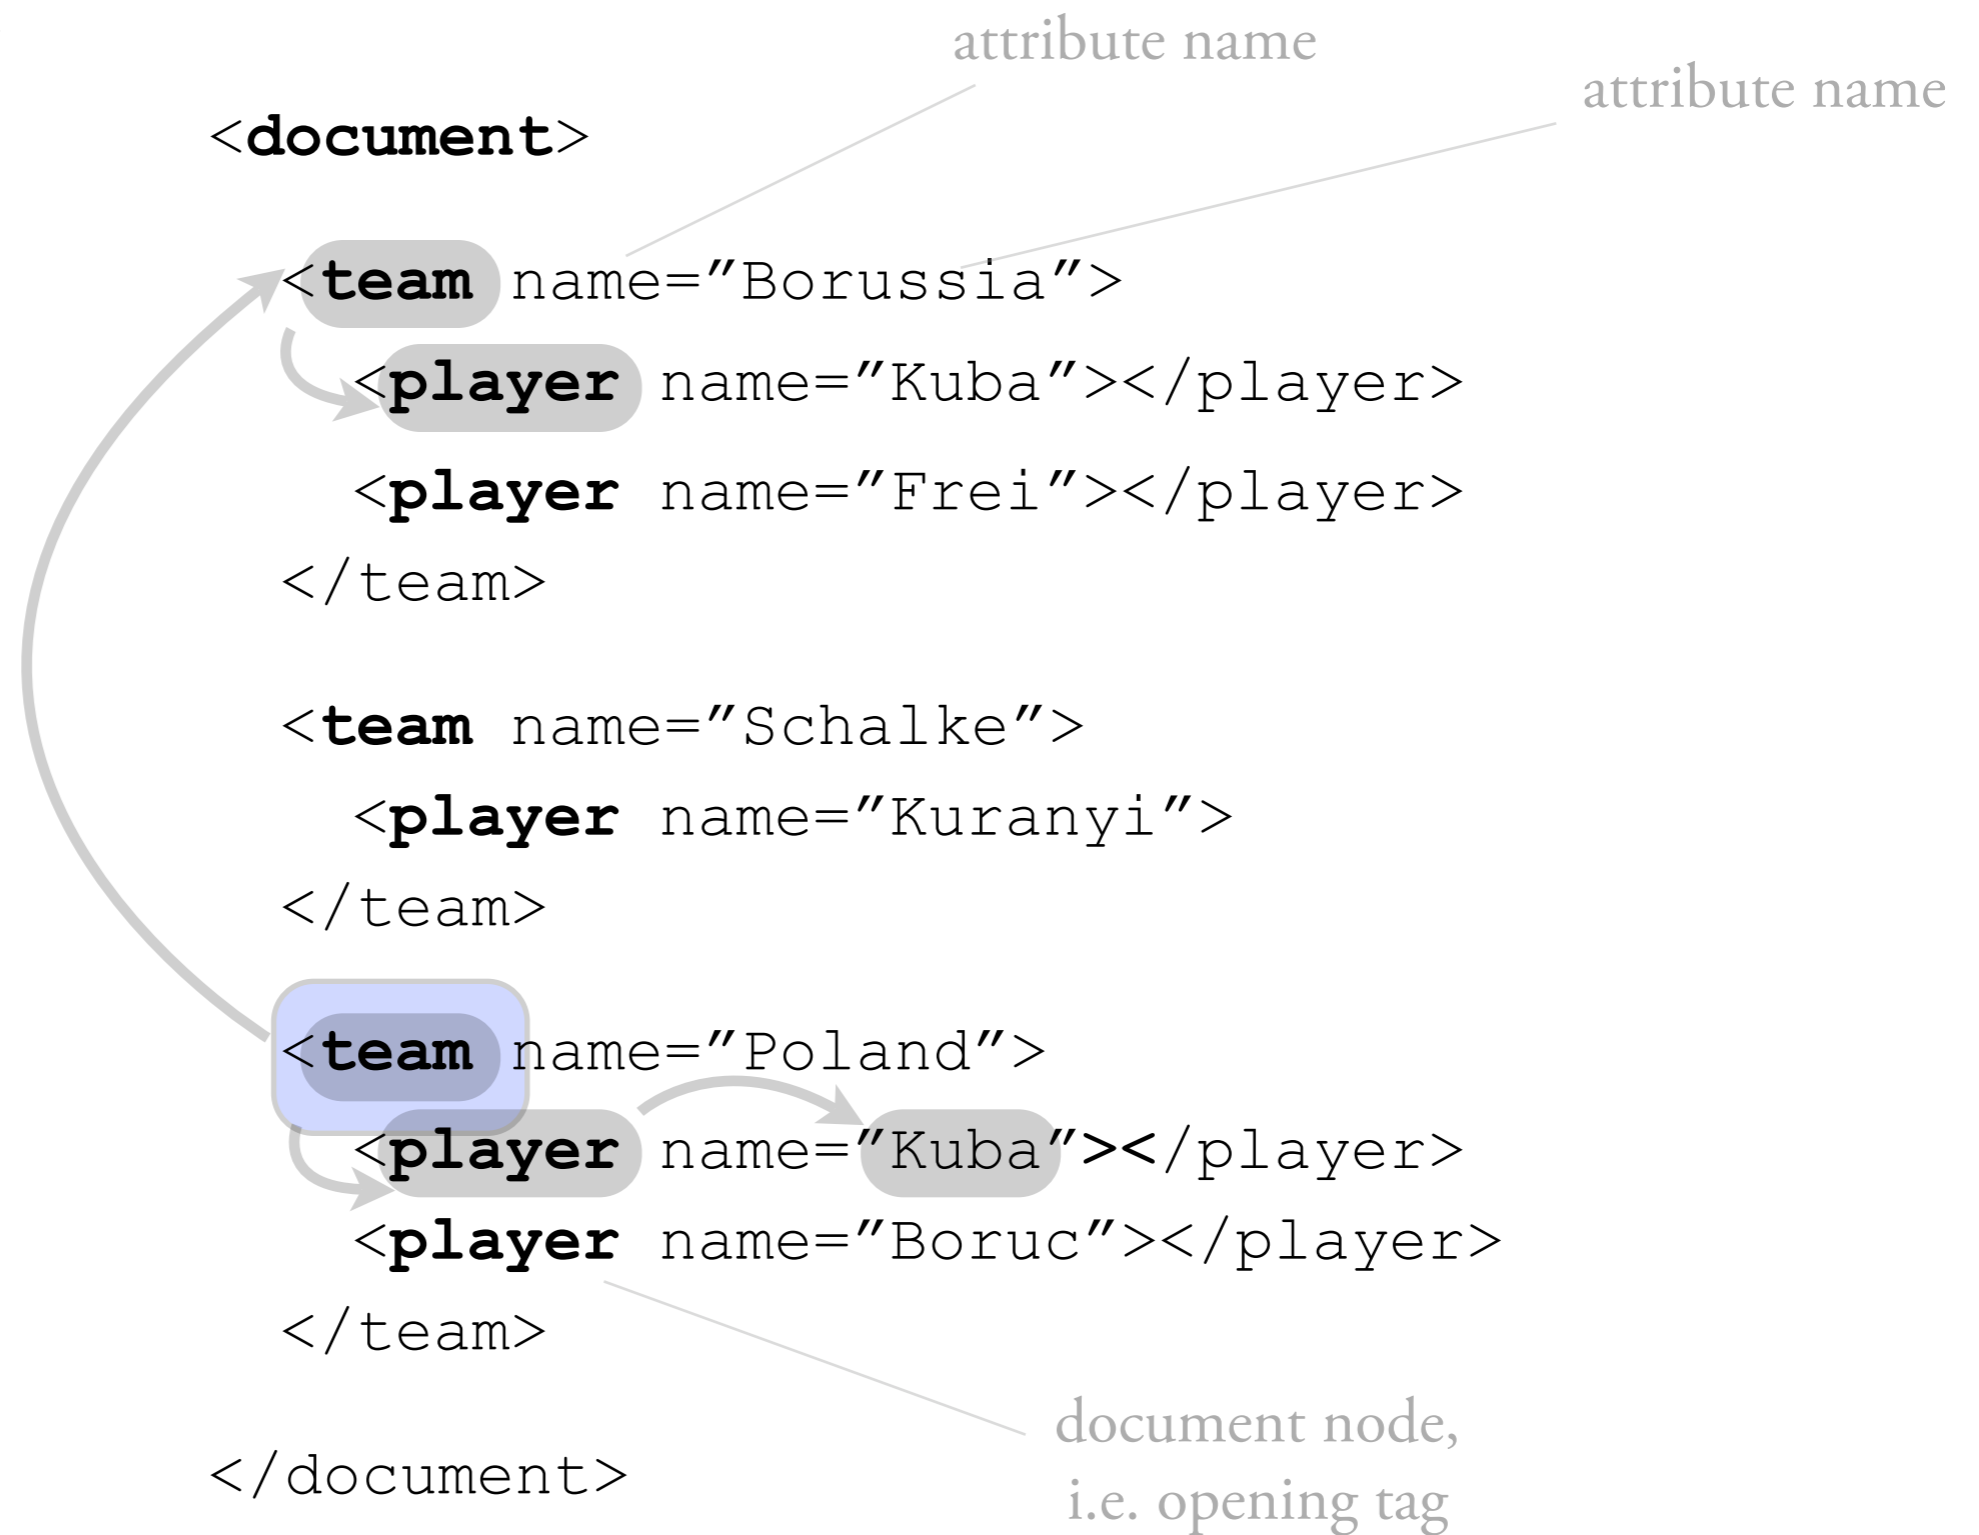 attribute name
attribute name
<document>
<team name=″Borussia″>
<player name=″Kuba″></player>
<player name=″Frei″></player>
</team>
<team name=″Schalke″>
<player name=″Kuranyi″>
</team>
<team name=″Poland″>
<player name=″Kuba″></player>
<player name=″Boruc″></player>
</team>
document node,
i.e. opening tag
</document>